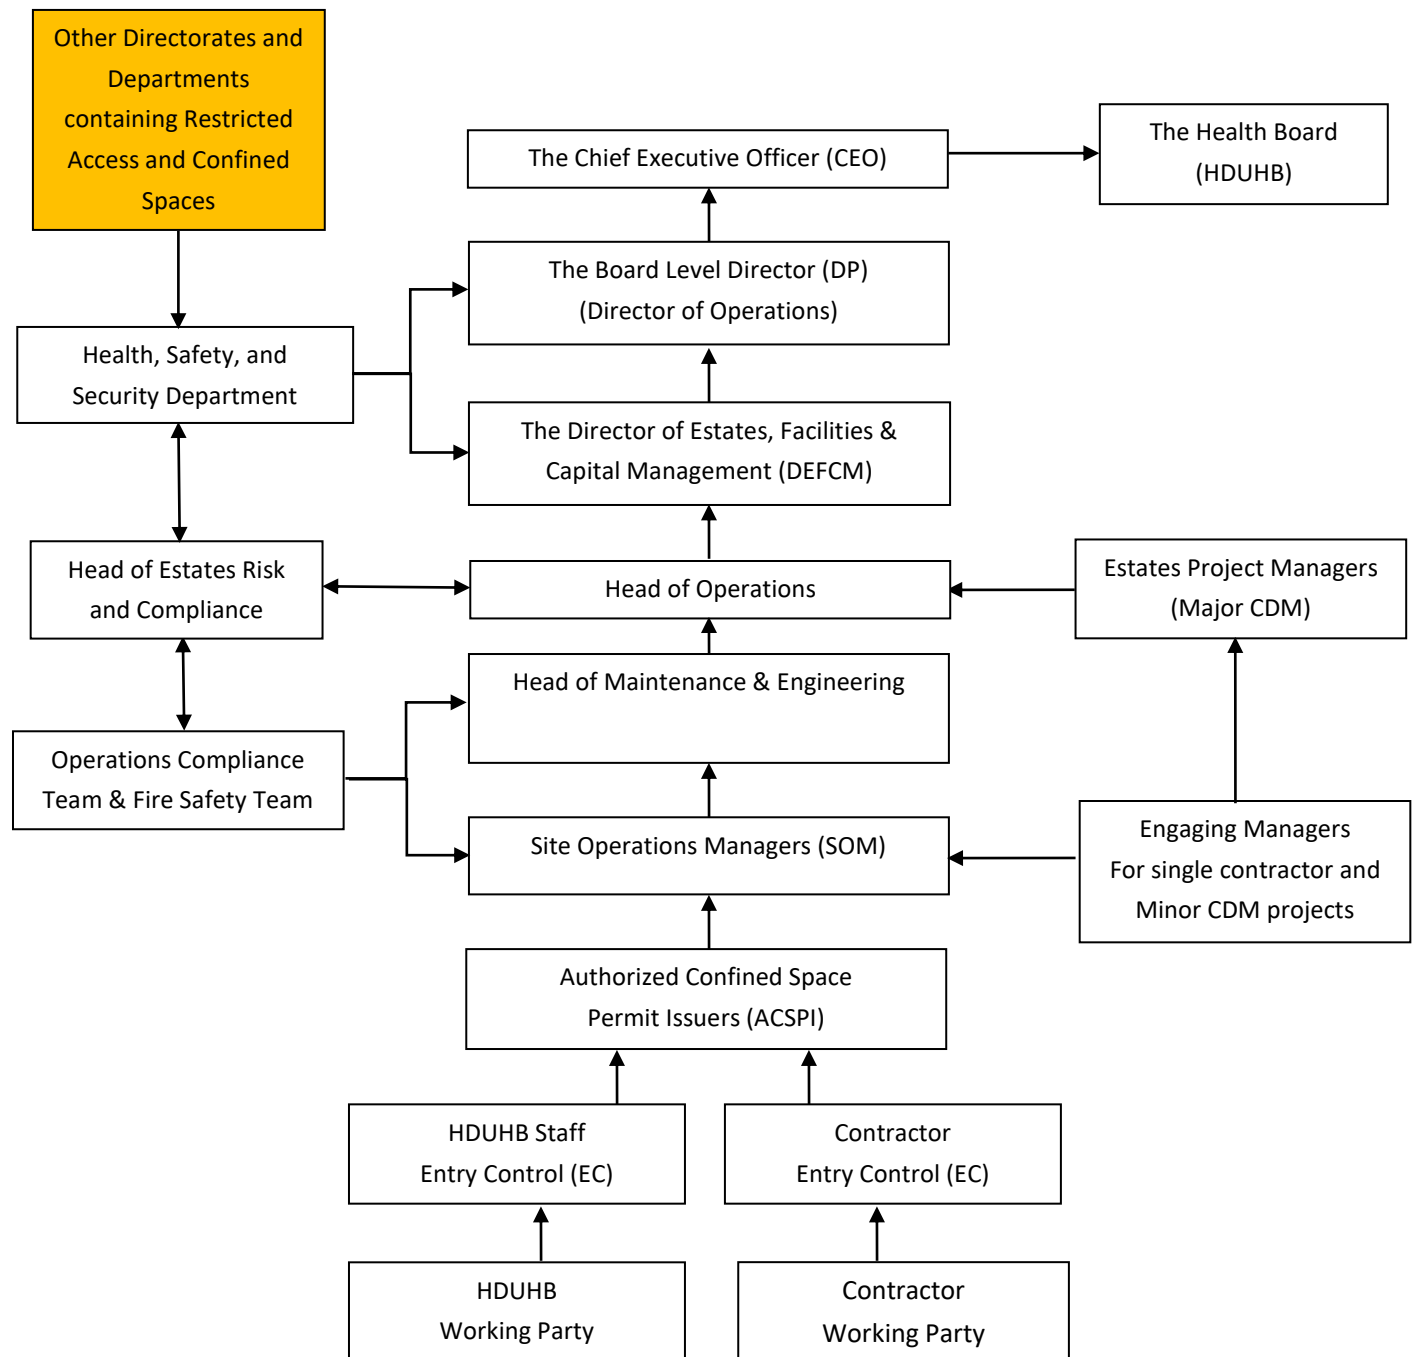 Other Directorates and
Departments
containing Restricted
Access and Confined
Spaces
The Chief Executive Officer (CEO)
The Health Board
(HDUHB)
The Board Level Director (DP)
(Director of Operations)
Health, Safety, and
Security Department
The Director of Estates, Facilities &
Capital Management (DEFCM)
Head of Estates Risk
and Compliance
Head of Operations
Estates Project Managers
(Major CDM)
Head of Maintenance & Engineering
Operations Compliance
Team & Fire Safety Team
Site Operations Managers (SOM)
Engaging Managers
For single contractor and
Minor CDM projects
Authorized Confined Space
Permit Issuers (ACSPI)
HDUHB Staff
Entry Control (EC)
Contractor
Entry Control (EC)
HDUHB
Working Party
Contractor
Working Party